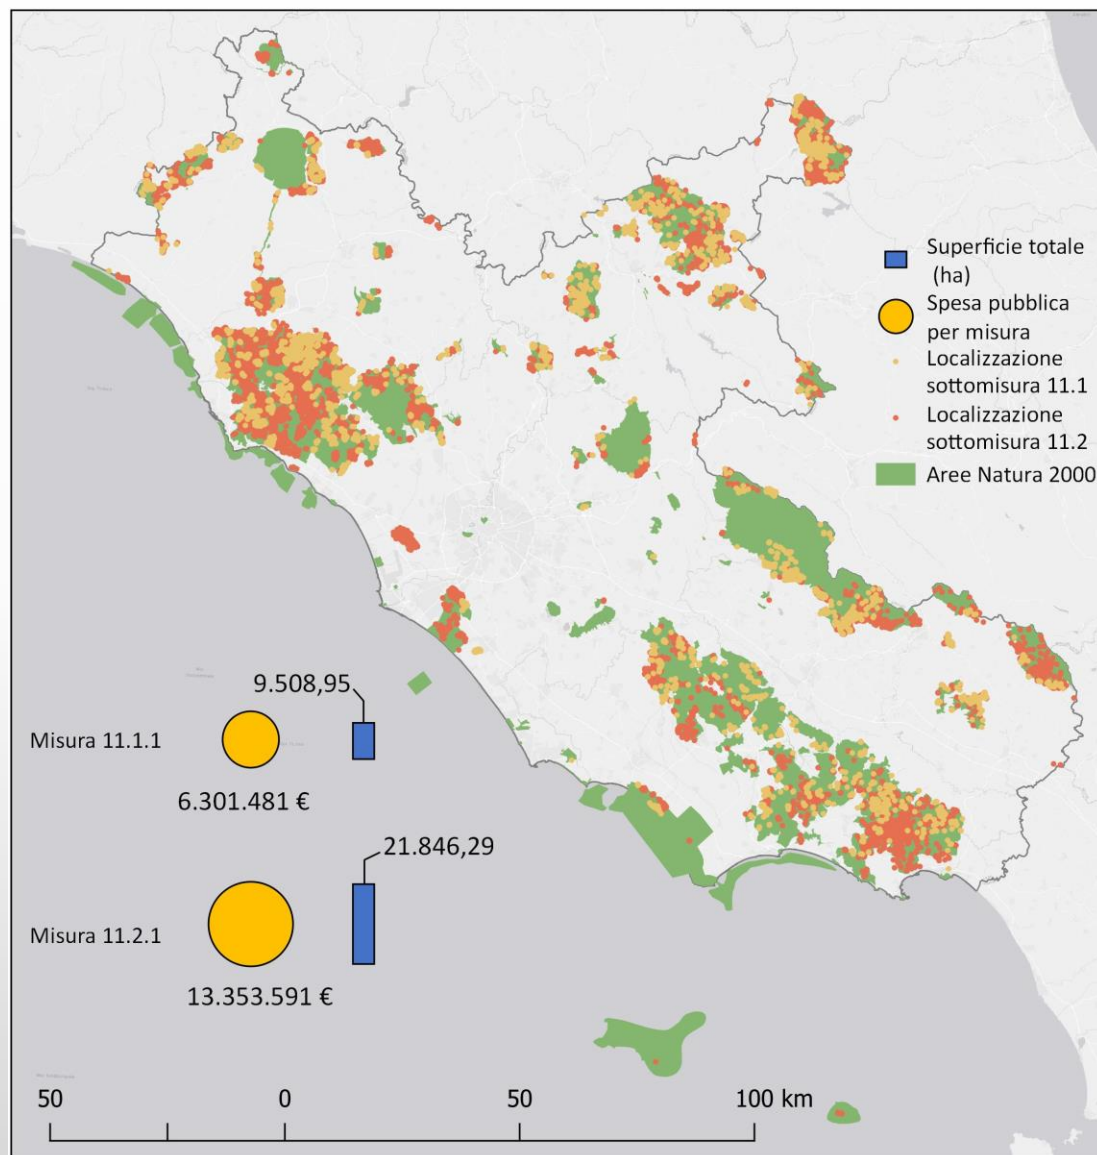 Superficie totale
(ha)
Spesa pubblica
per misura
Localizzazione
sottomisura 11.1
Localizzazione
sottomisura 11.2
Aree Natura 2000
9.508,95
Misura 11.1.1
6.301.481 €
21.846,29
Misura 11.2.1
13.353.591 €
50 0 50 100 km